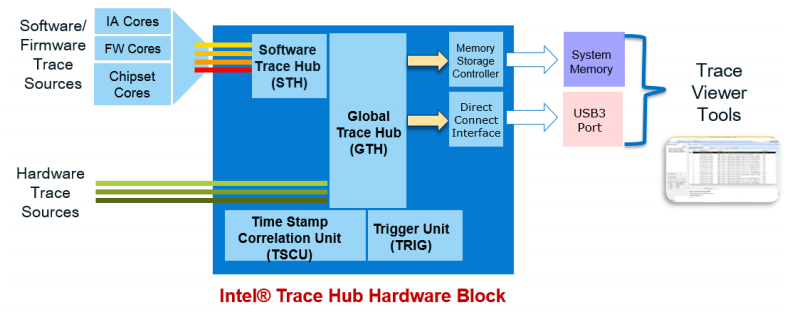 Software/
Firmware
Trace
Sources
IA Cores
FW Cores
Chipset
Cores
Software
Trace Hub
(STH)
Global
Trace Hub
(GTH)
Memory
Storage
Controller
Direct
Connect
Interface
System
Memory
USB3
Port
Trace
Viewer
Tools
Hardware
Trace
Sources
Time Stamp
Correlation Unit
(TSCU)
Trigger Unit
(TRIG)
Intel® Trace Hub Hardware Block